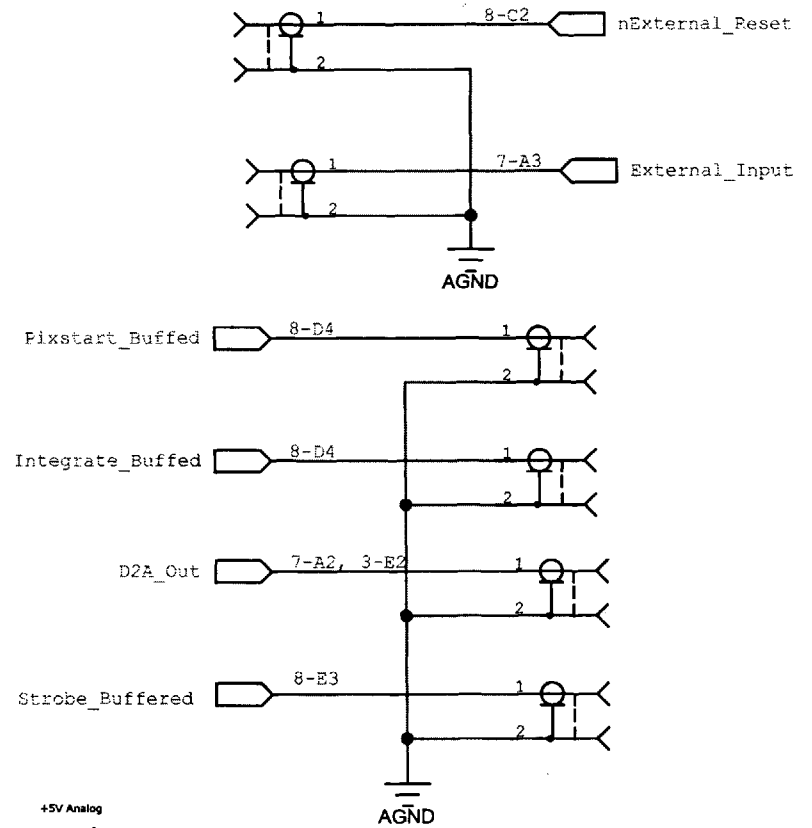 1 8-C2 nExternal_Reset
2
1 7-A3 External_Input
2
AGND
Pixstart_Buffed 8-D4 1
2
Integrate_Buffed 8-D4 1
2
D2A_Out 7-A2, 3-E2 1
2
Strobe_Buffered 8-E3 1
2
+5V Analog
AGND